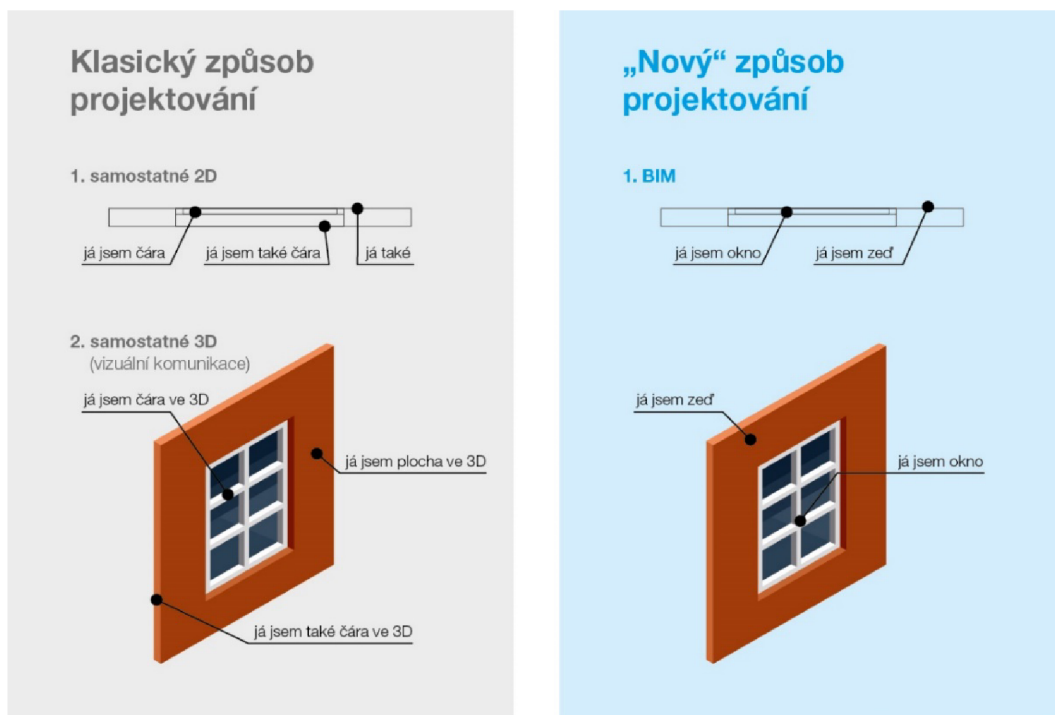 Klasický způsob
projektování
1. samostatné 2D
já jsem čára
já jsem také čára
já také
2. samostatné 3D
(vizuální komunikace)
já jsem čára ve 3D
já jsem plocha ve 3D
já jsem také čára ve 3D
„Nový“ způsob
projektování
1. BIM
já jsem okno
já jsem zeď
já jsem zeď
já jsem okno